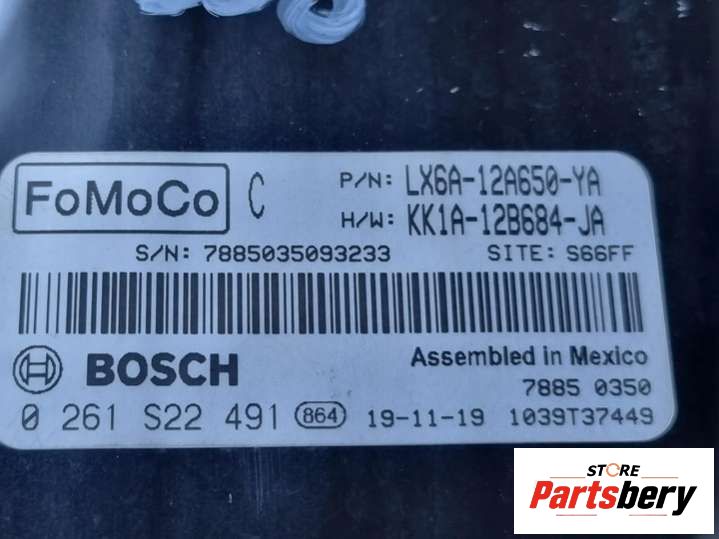 FoMoCo C P/N: LX6A-12A650-YA
H/W: KK1A-12B684-JA
S/N: 7885035093233 SITE: S66FF
BOSCH Assembled in Mexico
7885 0350
0 261 S22 491 864 19-11-19 1039T37449
STORE
Partsbery